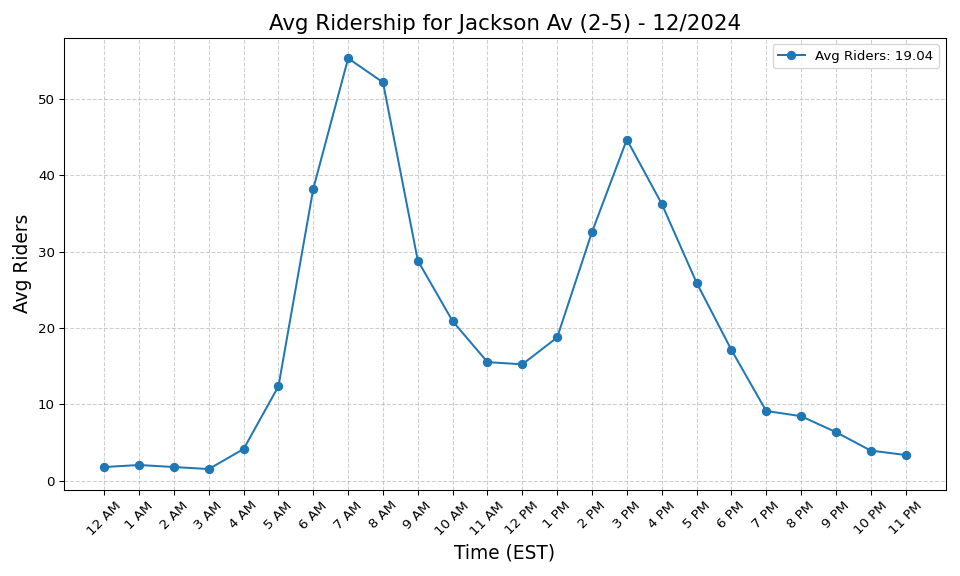 Avg Ridership for Jackson Av (2-5) - 12/2024
Avg Riders: 19.04
Avg Riders
50
40
30
20
10
0
12 AM
1 AM
2 AM
3 AM
4 AM
5 AM
6 AM
7 AM
8 AM
9 AM
10 AM
11 AM
12 PM
1 PM
2 PM
3 PM
4 PM
5 PM
6 PM
7 PM
8 PM
9 PM
10 PM
11 PM
Time (EST)